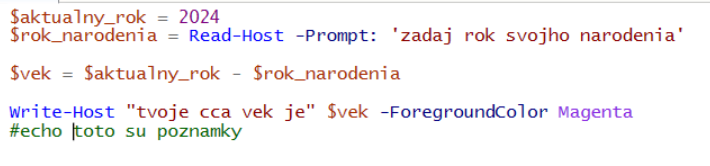 $aktualny_rok = 2024
$rok_narodenia = Read-Host -Prompt: 'zadaj rok svojho narodenia'
$vek = $aktualny_rok - $rok_narodenia
Write-Host "tvoje cca vek je" $vek -ForegroundColor Magenta
#echo toto su poznamky